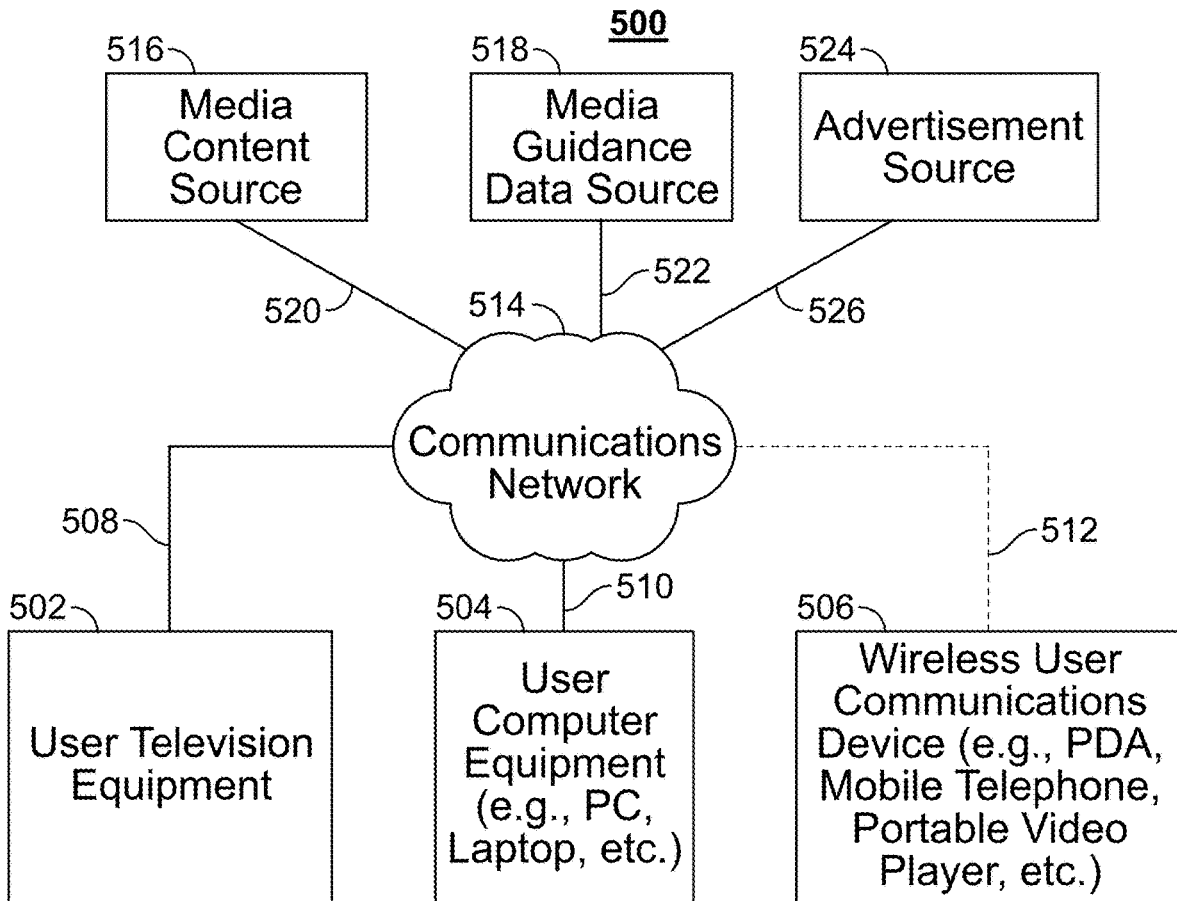 500
516
Media
Content
Source
518
Media
Guidance
Data Source
524
Advertisement
Source
520
522
526
514
Communications
Network
508
510
512
502
User Television
Equipment
504
User
Computer
Equipment
(e.g., PC,
Laptop, etc.)
506
Wireless User
Communications
Device (e.g., PDA,
Mobile Telephone,
Portable Video
Player, etc.)